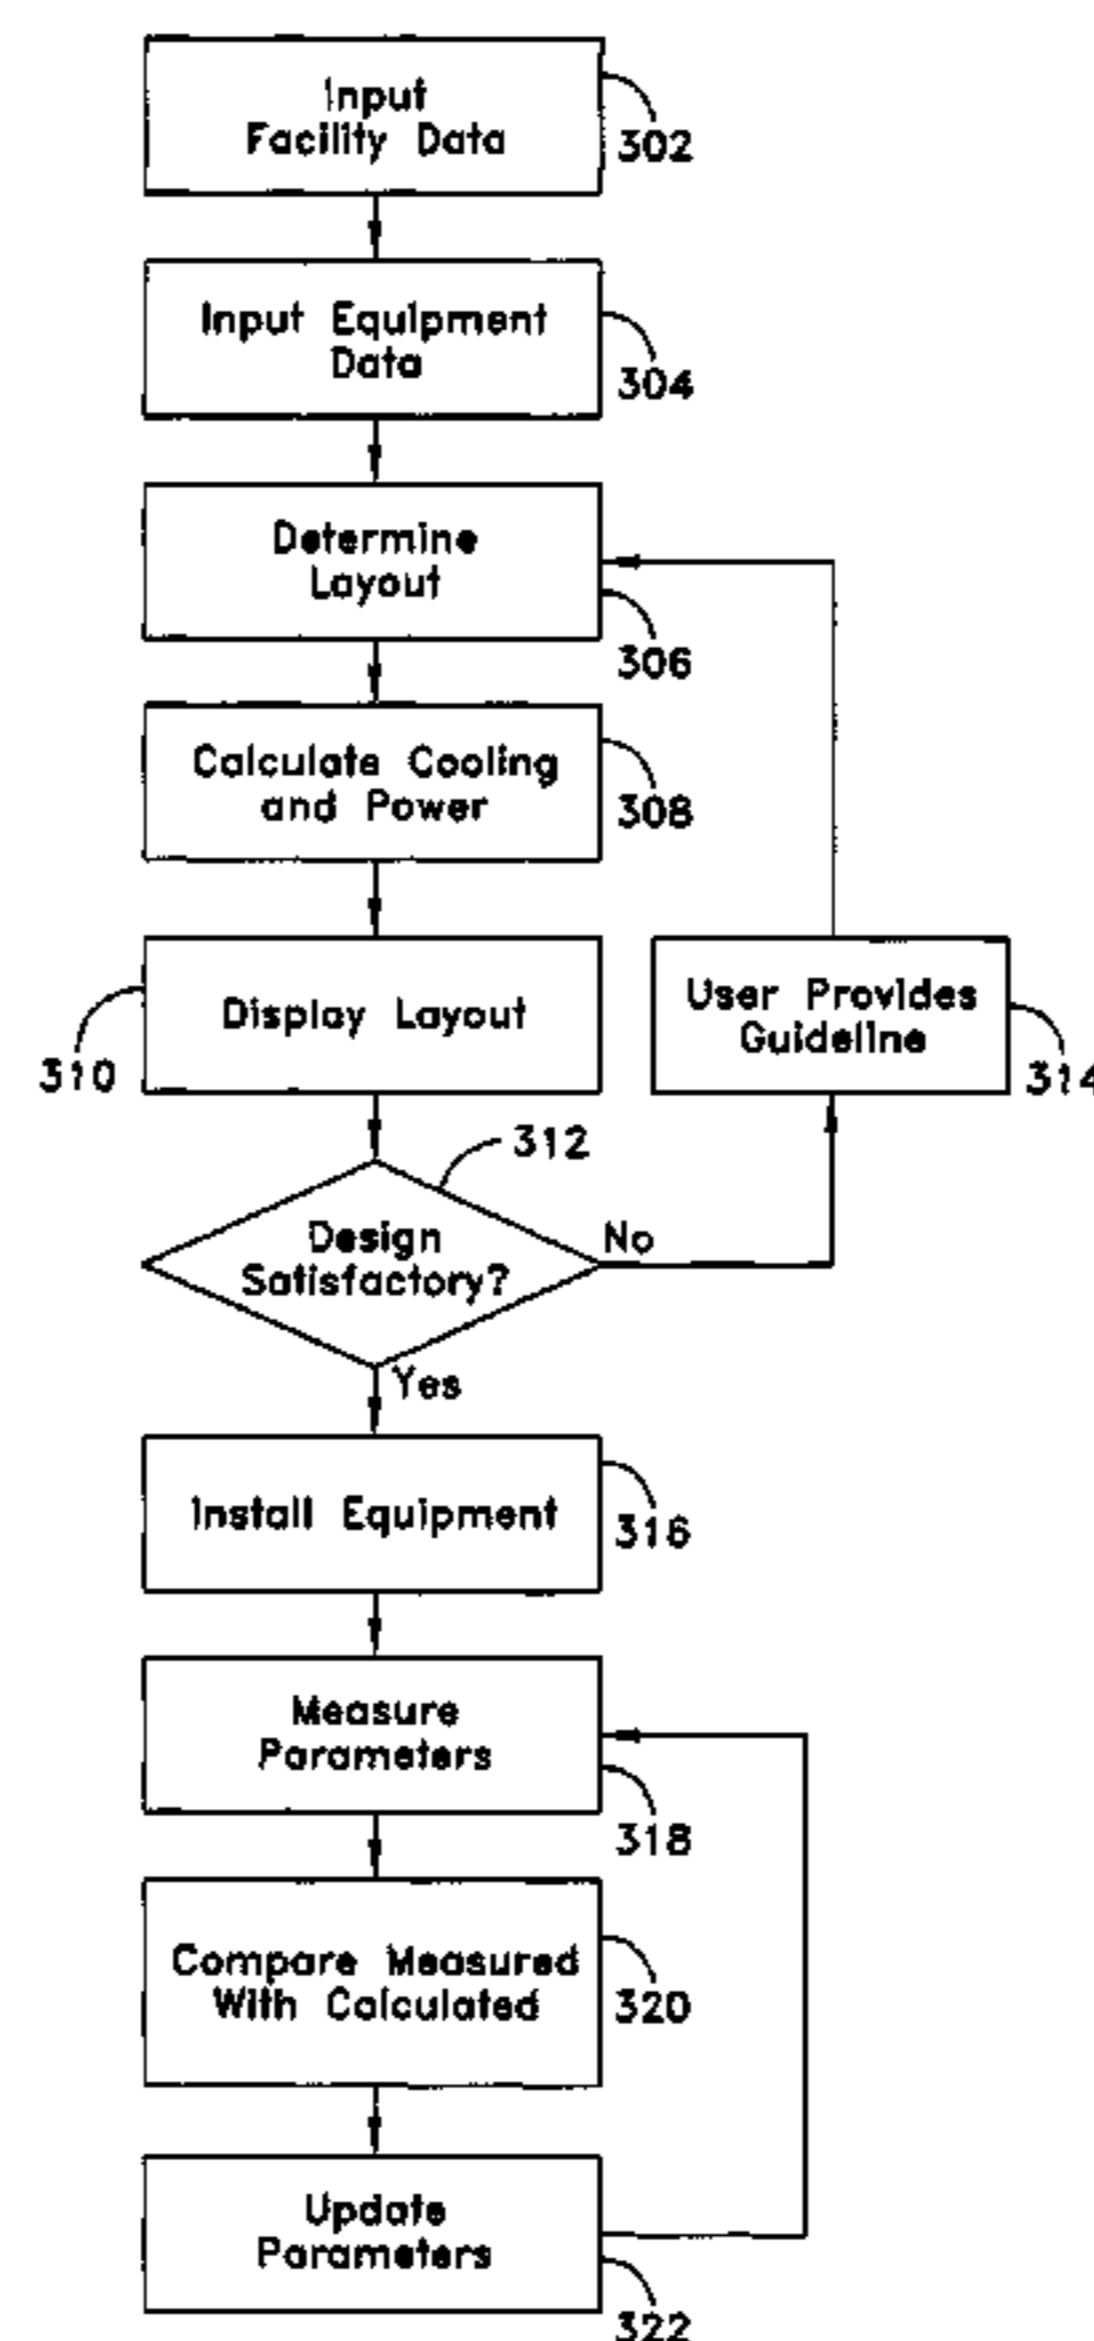 Input
Facility Data
302
Input Equipment
Data
304
Determine
Layout
306
Calculate Cooling
and Power
308
Display Layout
310
User Provides
Guideline
314
312
Design
Satisfactory?
No
Yes
Install Equipment
316
Measure
Parameters
318
Compare Measured
With Calculated
320
Update
Parameters
322